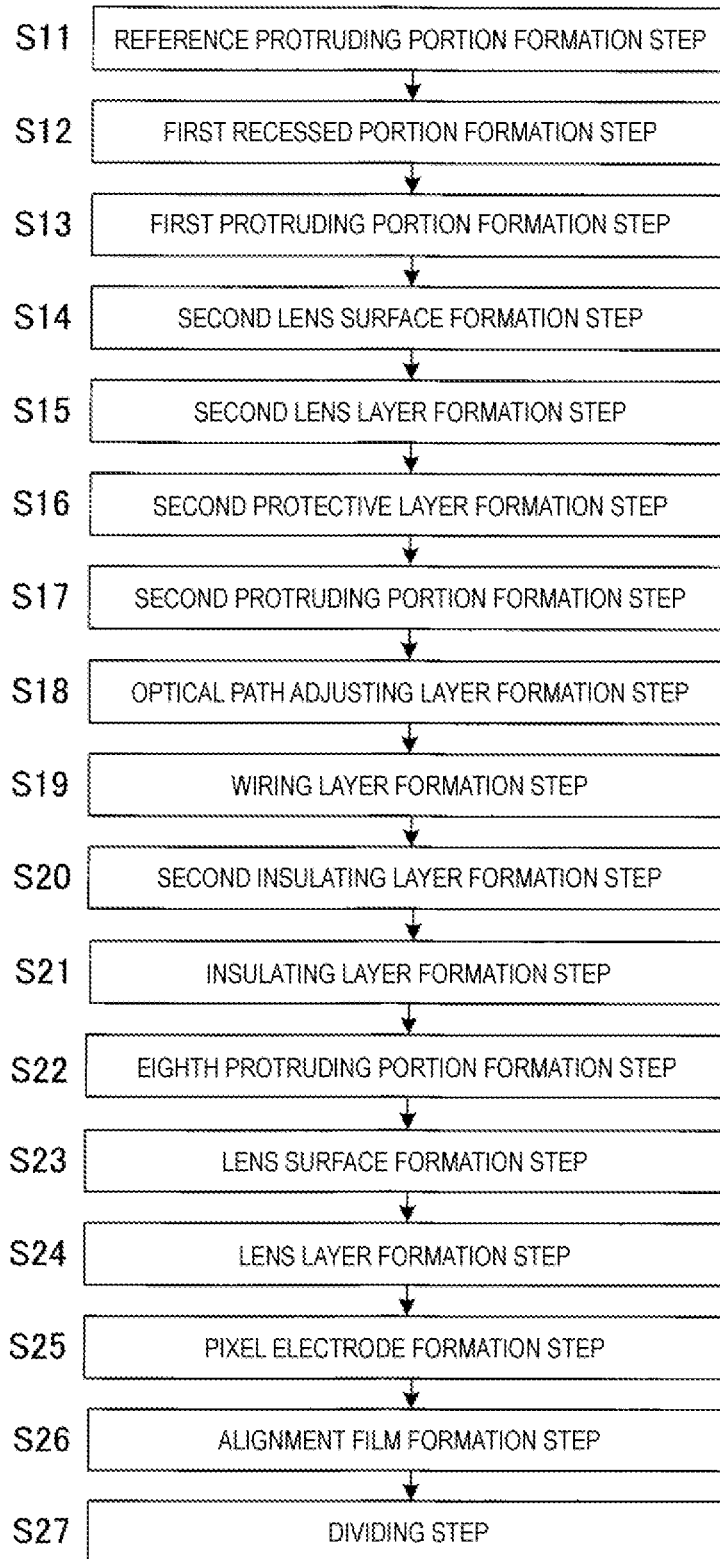 S11 REFERENCE PROTRUDING PORTION FORMATION STEP
S12 FIRST RECESSED PORTION FORMATION STEP
S13 FIRST PROTRUDING PORTION FORMATION STEP
S14 SECOND LENS SURFACE FORMATION STEP
S15 SECOND LENS LAYER FORMATION STEP
S16 SECOND PROTECTIVE LAYER FORMATION STEP
S17 SECOND PROTRUDING PORTION FORMATION STEP
S18 OPTICAL PATH ADJUSTING LAYER FORMATION STEP
S19 WIRING LAYER FORMATION STEP
S20 SECOND INSULATING LAYER FORMATION STEP
S21 INSULATING LAYER FORMATION STEP
S22 EIGHTH PROTRUDING PORTION FORMATION STEP
S23 LENS SURFACE FORMATION STEP
S24 LENS LAYER FORMATION STEP
S25 PIXEL ELECTRODE FORMATION STEP
S26 ALIGNMENT FILM FORMATION STEP
S27 DIVIDING STEP